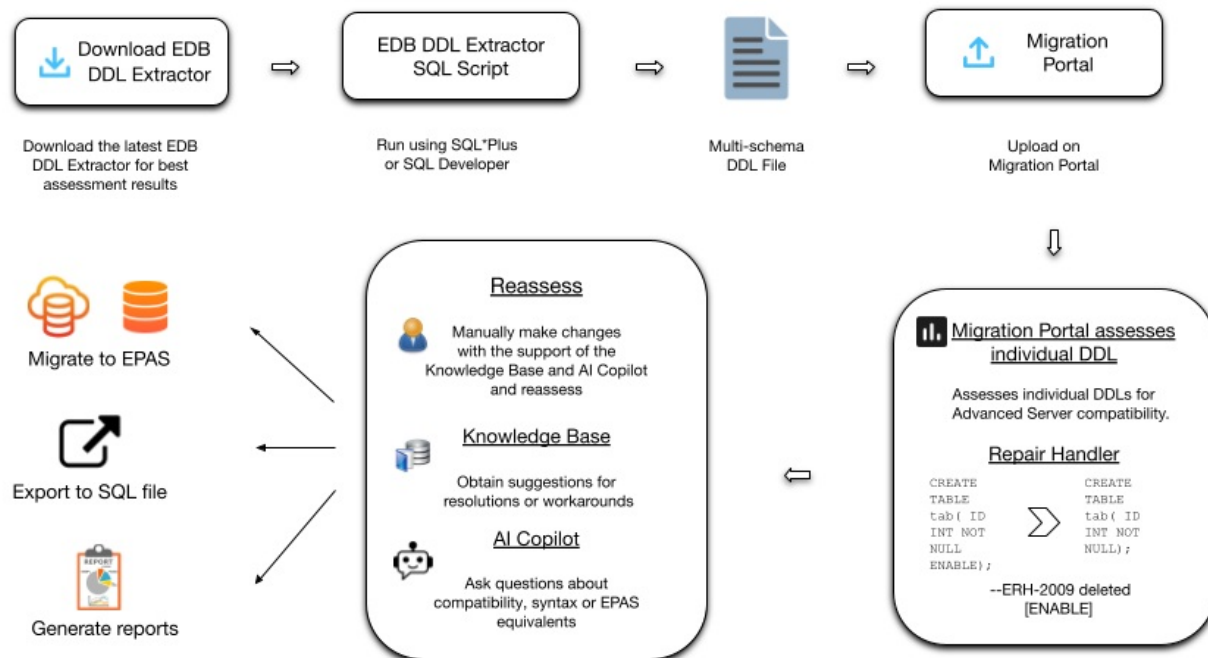 Download EDB
DDL Extractor
EDB DDL Extractor
SQL Script
Migration
Portal
Download the latest EDB
DDL Extractor for best
assessment results
Run using SQL*Plus
or SQL Developer
Multi-schema
DDL File
Upload on
Migration Portal
Migration Portal assesses
individual DDL
Assesses individual DDLs for
Advanced Server compatibility.
Repair Handler
CREATE
TABLE
tab( ID
INT NOT
NULL
ENABLE);
CREATE
TABLE
tab( ID
INT NOT
NULL);
--ERH-2009 deleted
[ENABLE]
Reassess
Manually make changes
with the support of the
Knowledge Base and AI Copilot
and reassess
Knowledge Base
Obtain suggestions for
resolutions or workarounds
AI Copilot
Ask questions about
compatibility, syntax or EPAS
equivalents
Migrate to EPAS
Export to SQL file
REPORT
Generate reports